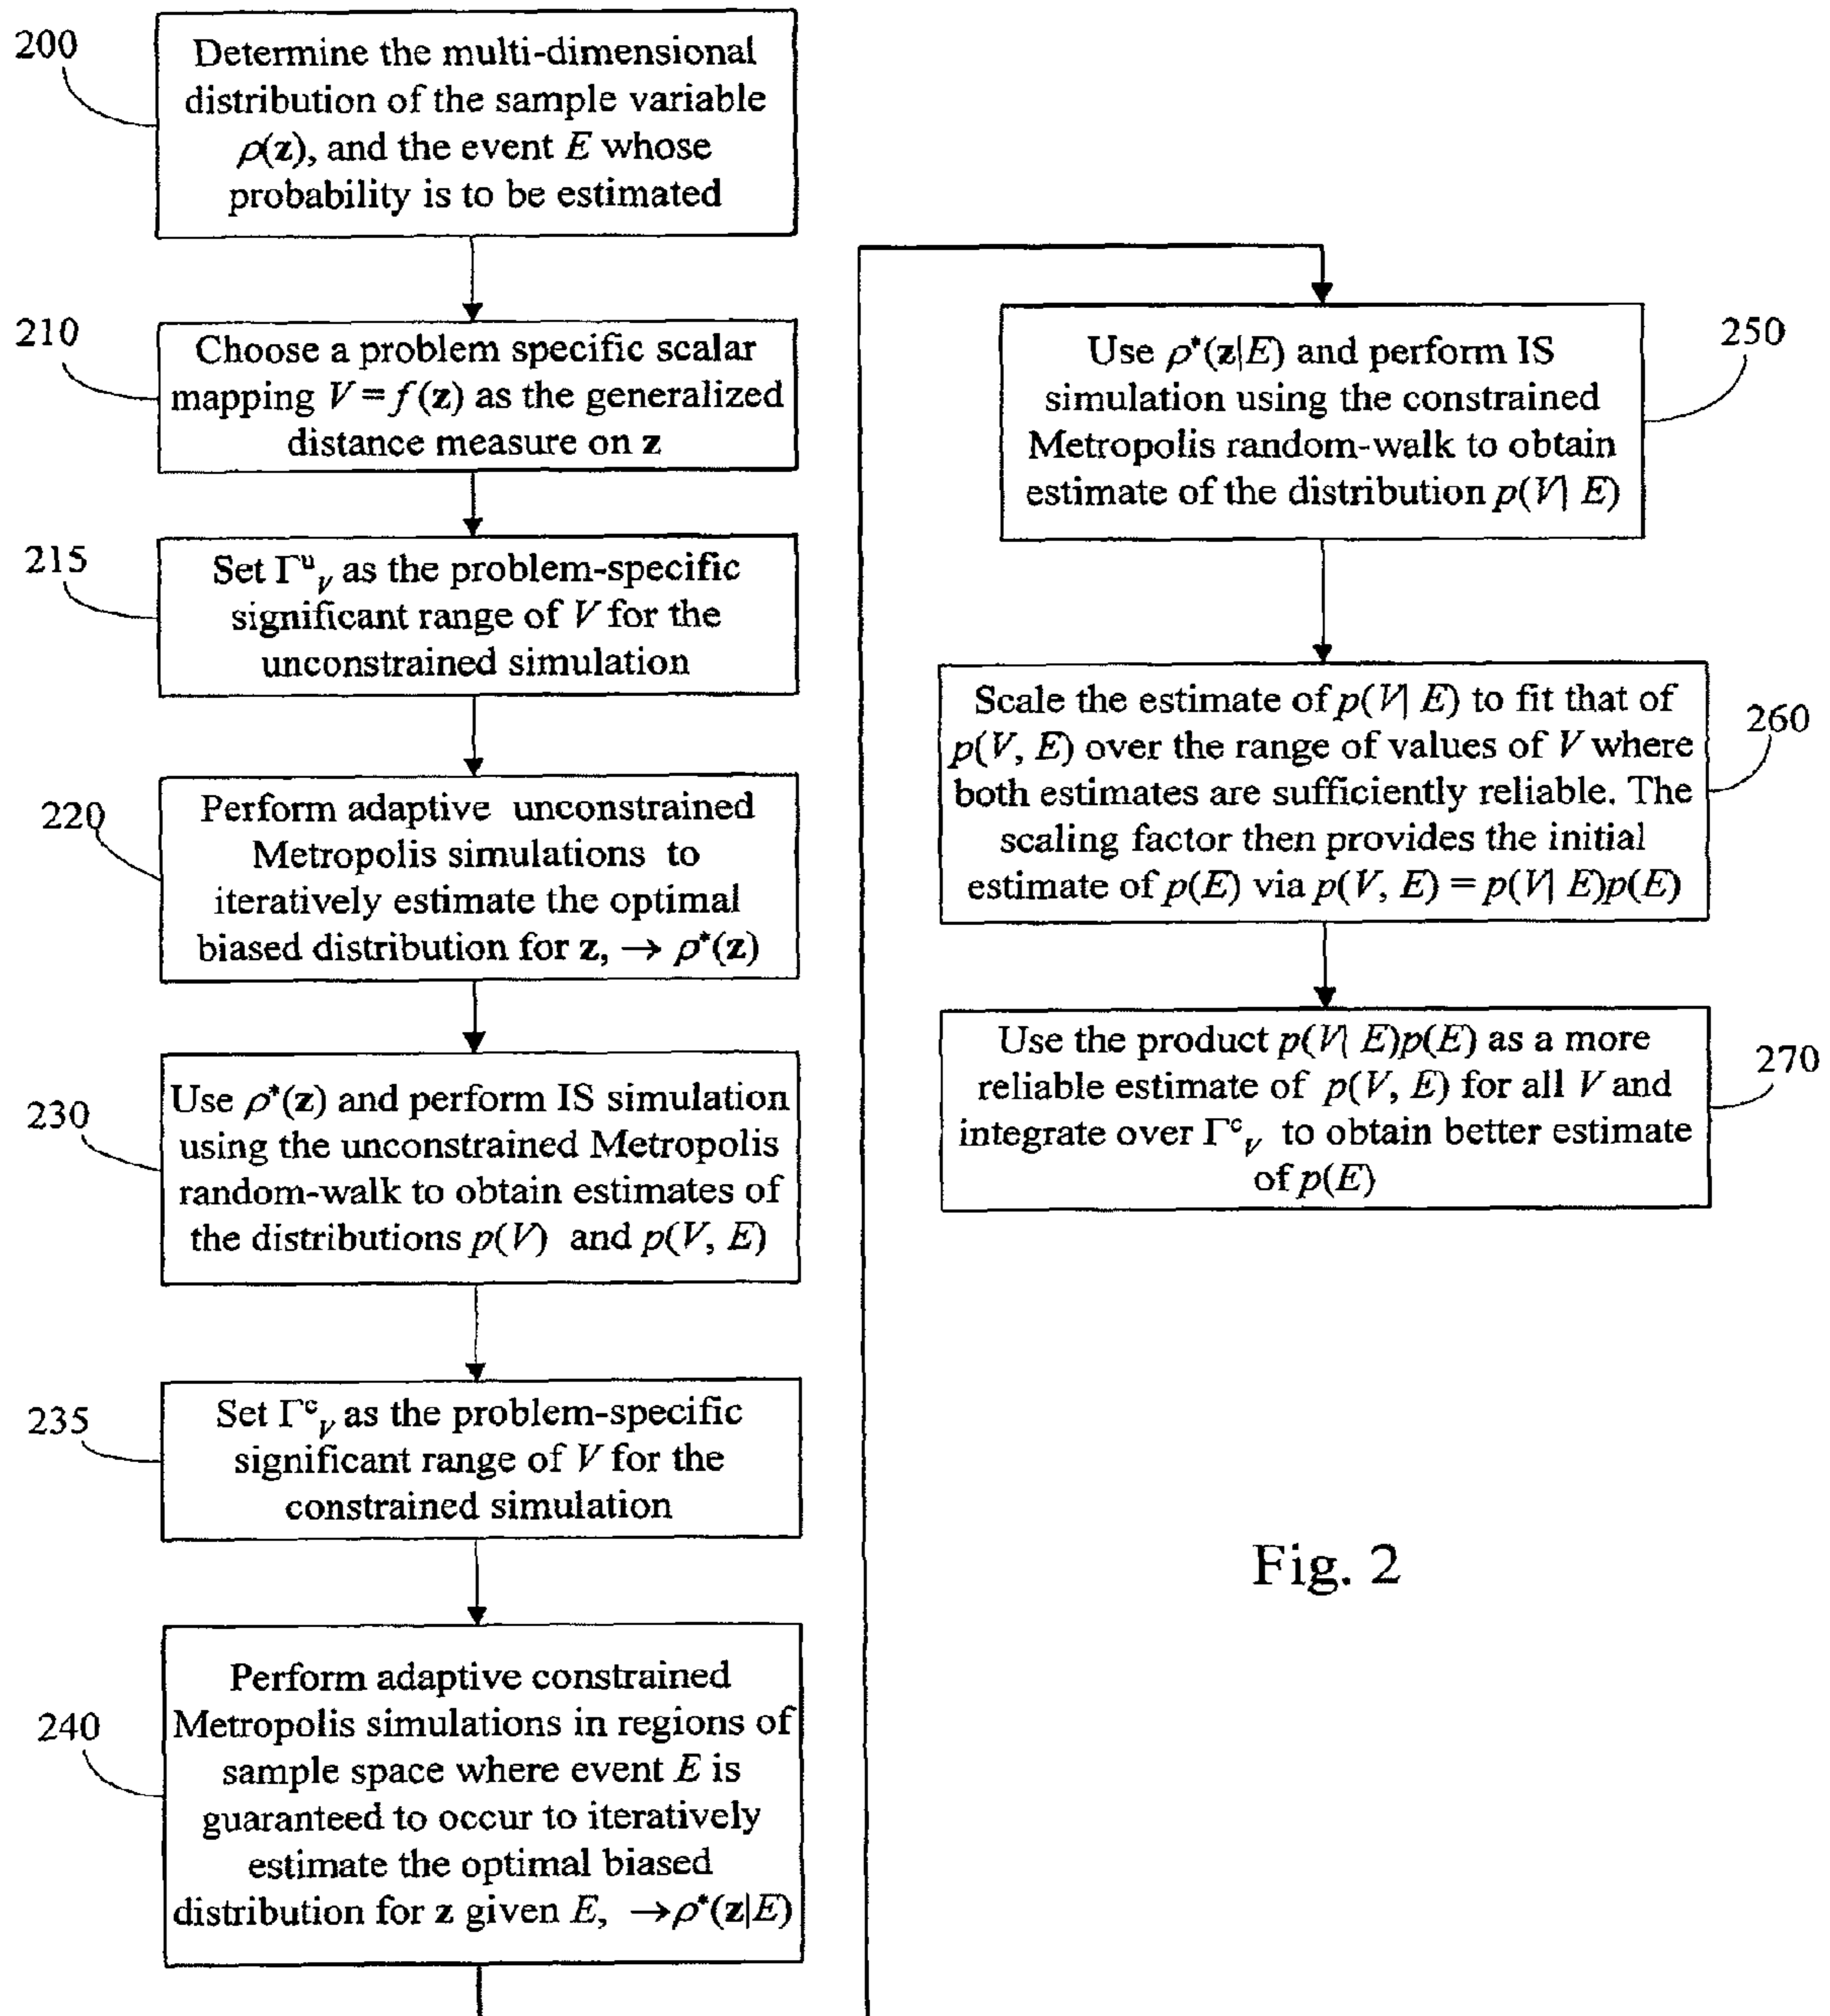 200
Determine the multi-dimensional
distribution of the sample variable
ρ(z), and the event E whose
probability is to be estimated
210
Choose a problem specific scalar
mapping V = f(z) as the generalized
distance measure on z
215
Set Γᵘ_V as the problem-specific
significant range of V for the
unconstrained simulation
220
Perform adaptive unconstrained
Metropolis simulations to
iteratively estimate the optimal
biased distribution for z, → ρ*(z)
230
Use ρ*(z) and perform IS simulation
using the unconstrained Metropolis
random-walk to obtain estimates of
the distributions p(V) and p(V, E)
235
Set Γᶜ_V as the problem-specific
significant range of V for the
constrained simulation
240
Perform adaptive constrained
Metropolis simulations in regions of
sample space where event E is
guaranteed to occur to iteratively
estimate the optimal biased
distribution for z given E, →ρ*(z|E)
250
Use ρ*(z|E) and perform IS
simulation using the constrained
Metropolis random-walk to obtain
estimate of the distribution p(V| E)
260
Scale the estimate of p(V| E) to fit that of
p(V, E) over the range of values of V where
both estimates are sufficiently reliable. The
scaling factor then provides the initial
estimate of p(E) via p(V, E) = p(V| E)p(E)
270
Use the product p(V| E)p(E) as a more
reliable estimate of p(V, E) for all V and
integrate over Γᶜ_V to obtain better estimate
of p(E)
Fig. 2